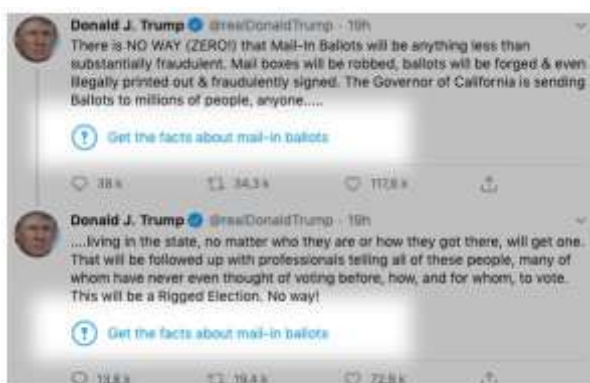 Donald J. Trump @realDonaldTrump · 19h
There is NO WAY (ZERO!) that Mail-In Ballots will be anything less than
substantially fraudulent. Mail boxes will be robbed, ballots will be forged & even
illegally printed out & fraudulently signed. The Governor of California is sending
Ballots to millions of people, anyone.....
Get the facts about mail-in ballots
38 k 34,3 k 117,8 k
Donald J. Trump @realDonaldTrump · 19h
....living in the state, no matter who they are or how they got there, will get one.
That will be followed up with professionals telling all of these people, many of
whom have never even thought of voting before, how, and for whom, to vote.
This will be a Rigged Election. No way!
Get the facts about mail-in ballots
19,4 k